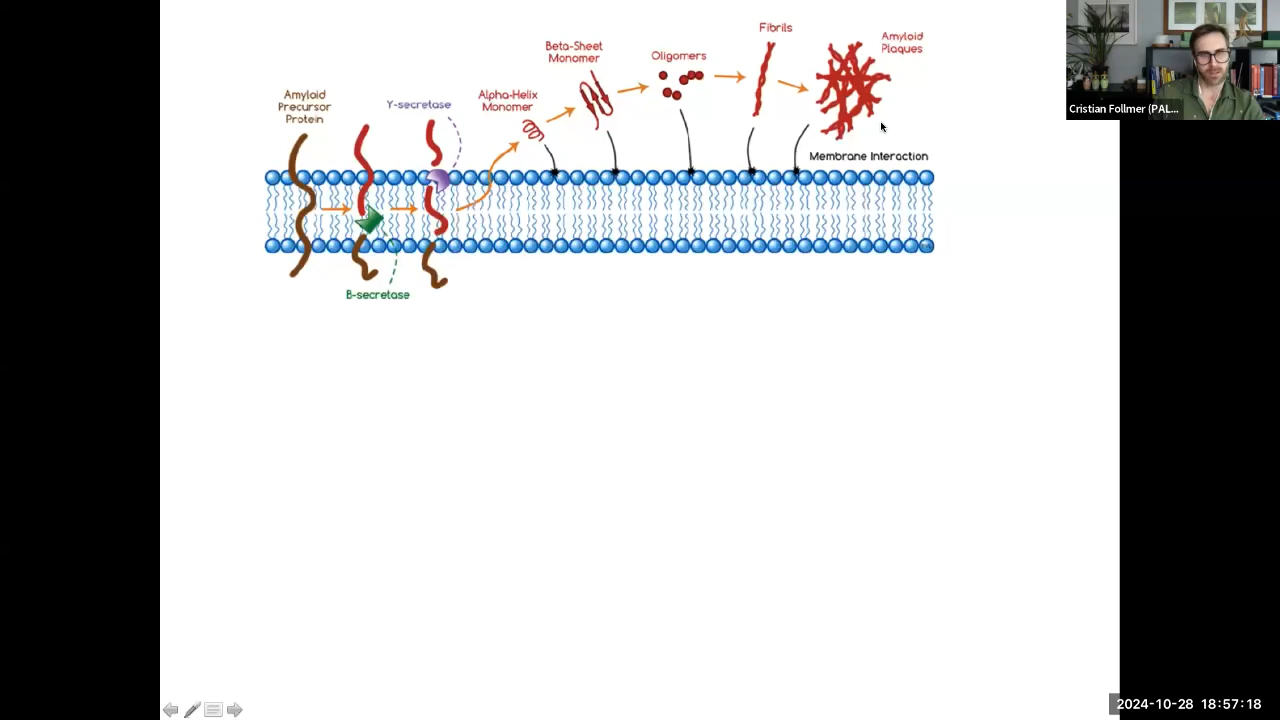 Fibrils
Amyloid
Plaques
Beta-Sheet
Monomer
Oligomers
Amyloid
Precursor
Protein
Y-secretase
Alpha-Helix
Monomer
Membrane Interaction
B-secretase
Cristian Follmer (PAL...
2024-10-28 18:57:18